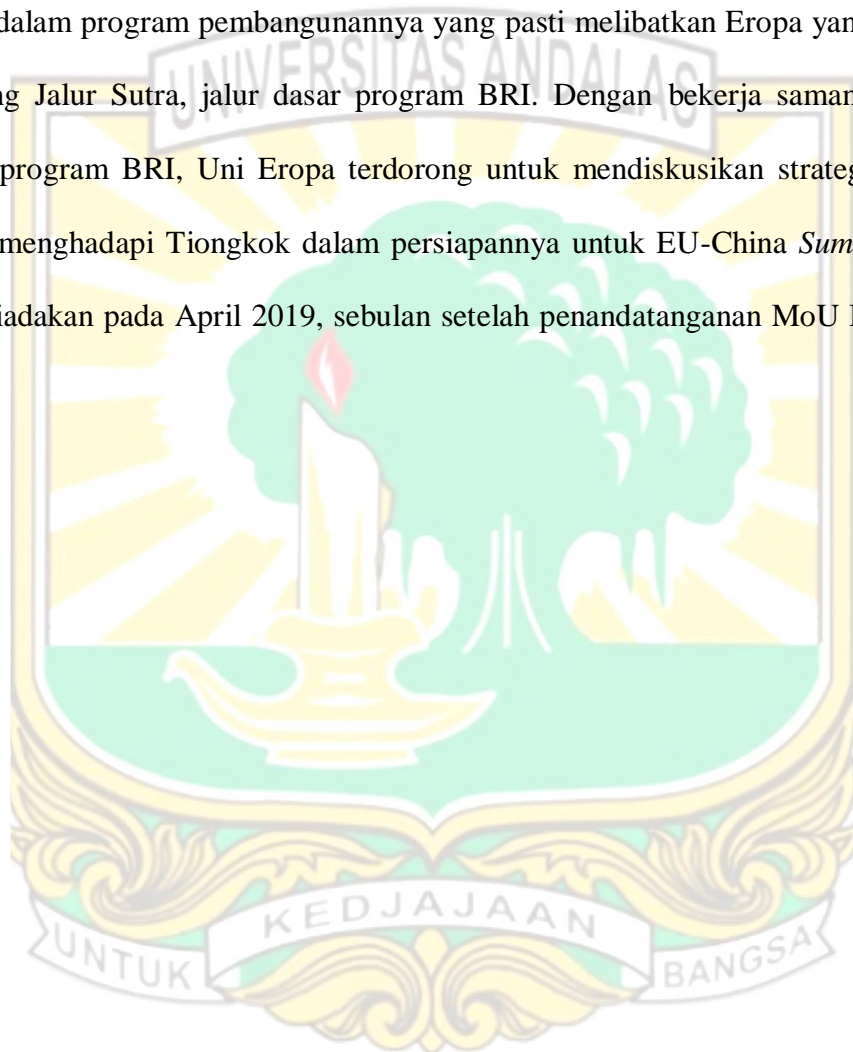 dalam program pembangunannya yang pasti melibatkan Eropa yan
UNIVERSITAS ANDALAS
ng Jalur Sutra, jalur dasar program BRI. Dengan bekerja saman
program BRI, Uni Eropa terdorong untuk mendiskusikan strateg
menghadapi Tiongkok dalam persiapannya untuk EU-China Sum
iadakan pada April 2019, sebulan setelah penandatanganan MoU
UNTUK KEDJAJAAN BANGSA